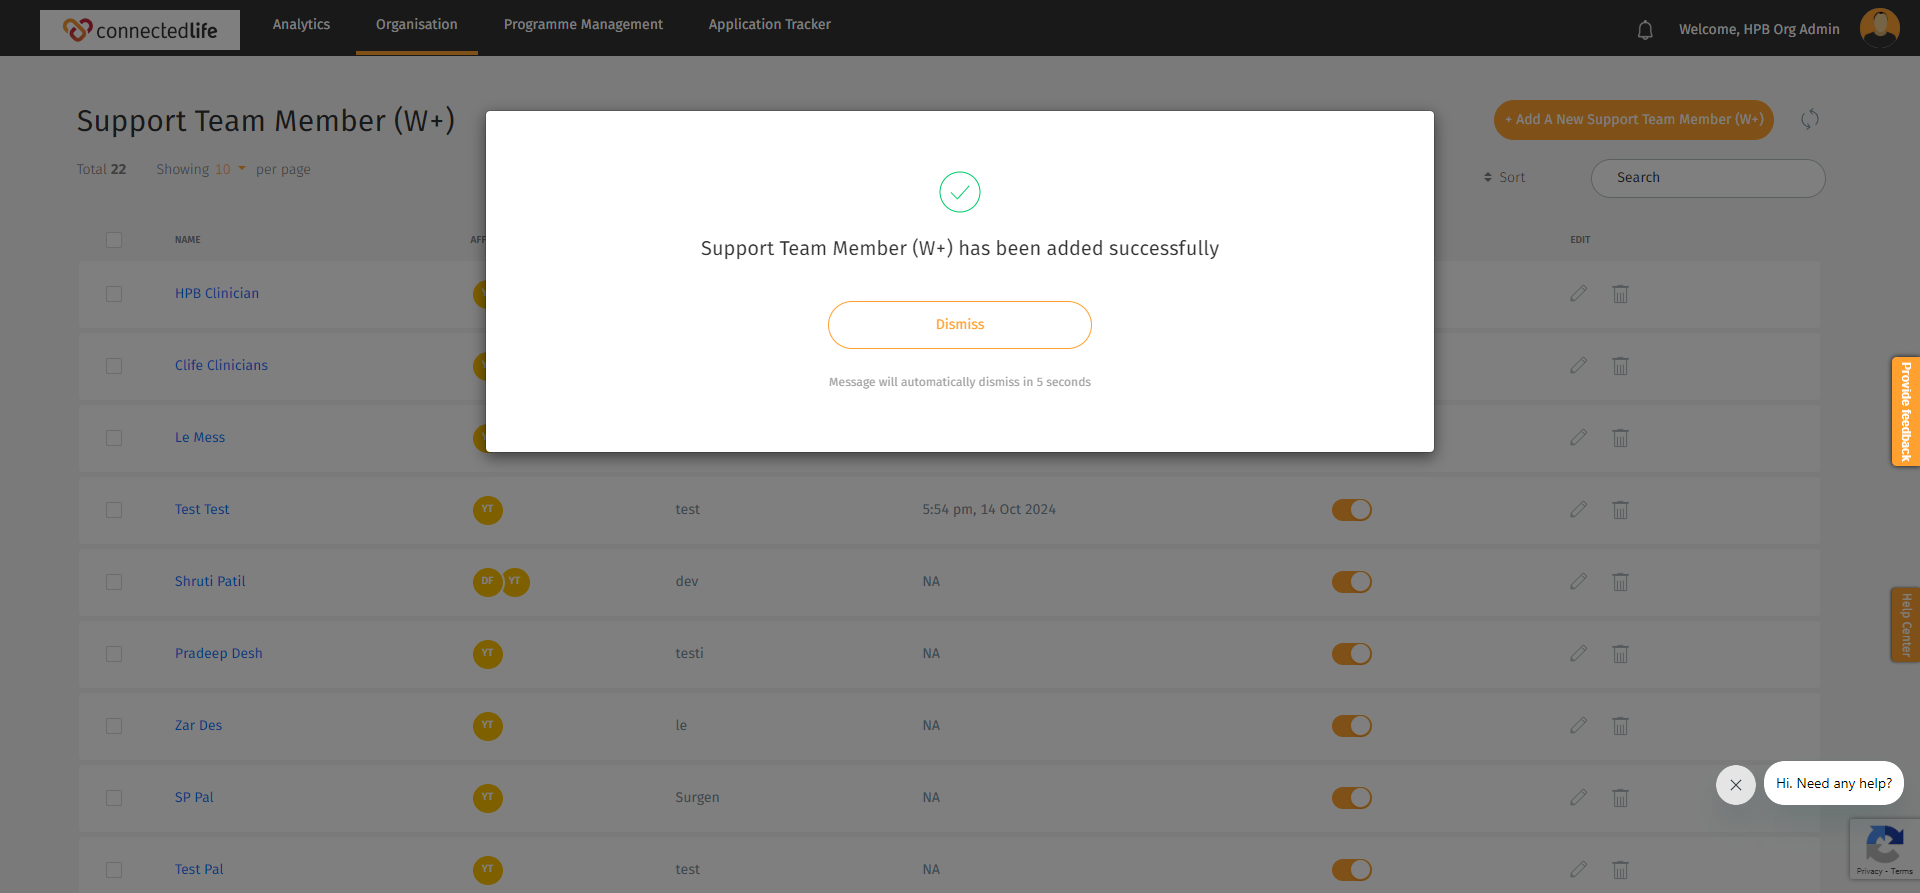 connectedlife
Analytics
Organisation
Programme Management
Application Tracker
Welcome, HPB Org Admin
Support Team Member (W+)
+ Add A New Support Team Member (W+)
Total 22
Showing 10 per page
Sort
Search
Support Team Member (W+) has been added successfully
Dismiss
Message will automatically dismiss in 5 seconds
NAME
AFF
EDIT
HPB Clinician
Clife Clinicians
Le Mess
Test Test YT test 5:54 pm, 14 Oct 2024
Shruti Patil DF YT dev NA
Pradeep Desh YT testi NA
Zar Des YT le NA
SP Pal YT Surgen NA
Test Pal YT test NA
Provide feedback
Help Center
Hi. Need any help?
Privacy - Terms